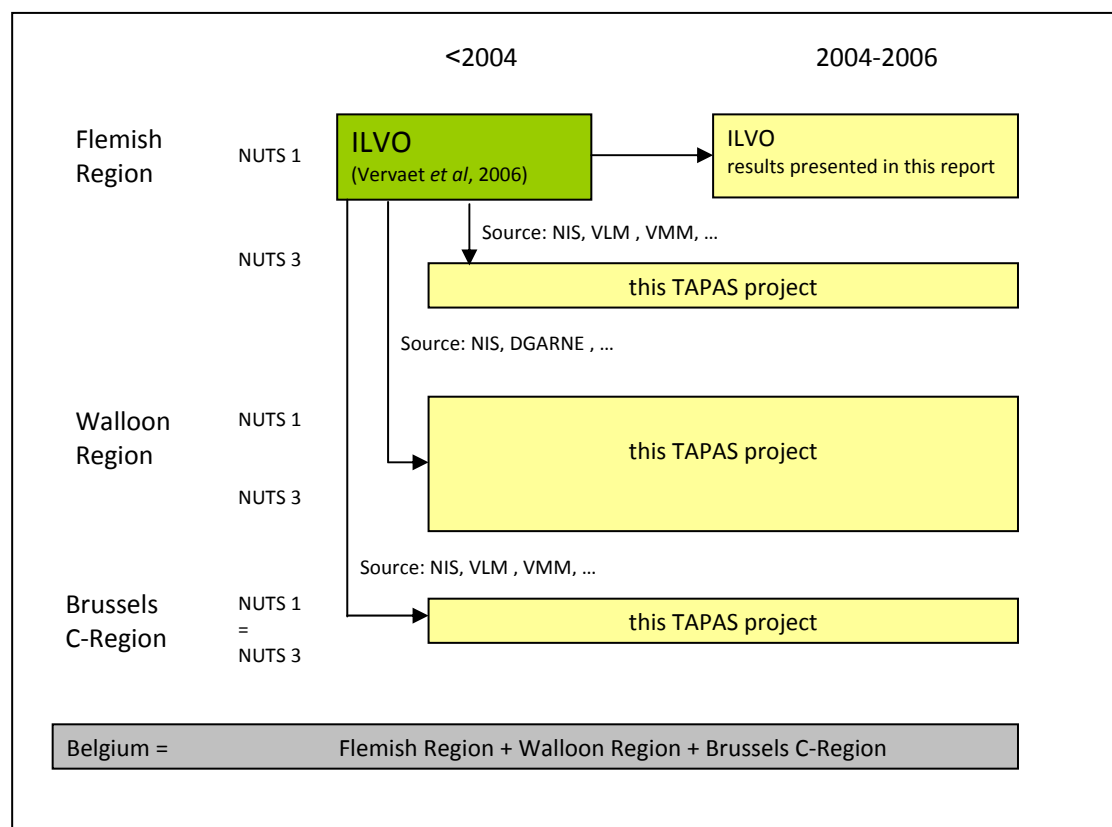 <2004 2004-2006
Flemish
Region
NUTS 1
ILVO
(Vervaet et al, 2006)
ILVO
results presented in this report
Source: NIS, VLM , VMM, …
NUTS 3
this TAPAS project
Source: NIS, DGARNE , …
Walloon
Region
NUTS 1
this TAPAS project
NUTS 3
Source: NIS, VLM , VMM, …
Brussels
C-Region
NUTS 1
=
NUTS 3
this TAPAS project
Belgium = Flemish Region + Walloon Region + Brussels C-Region